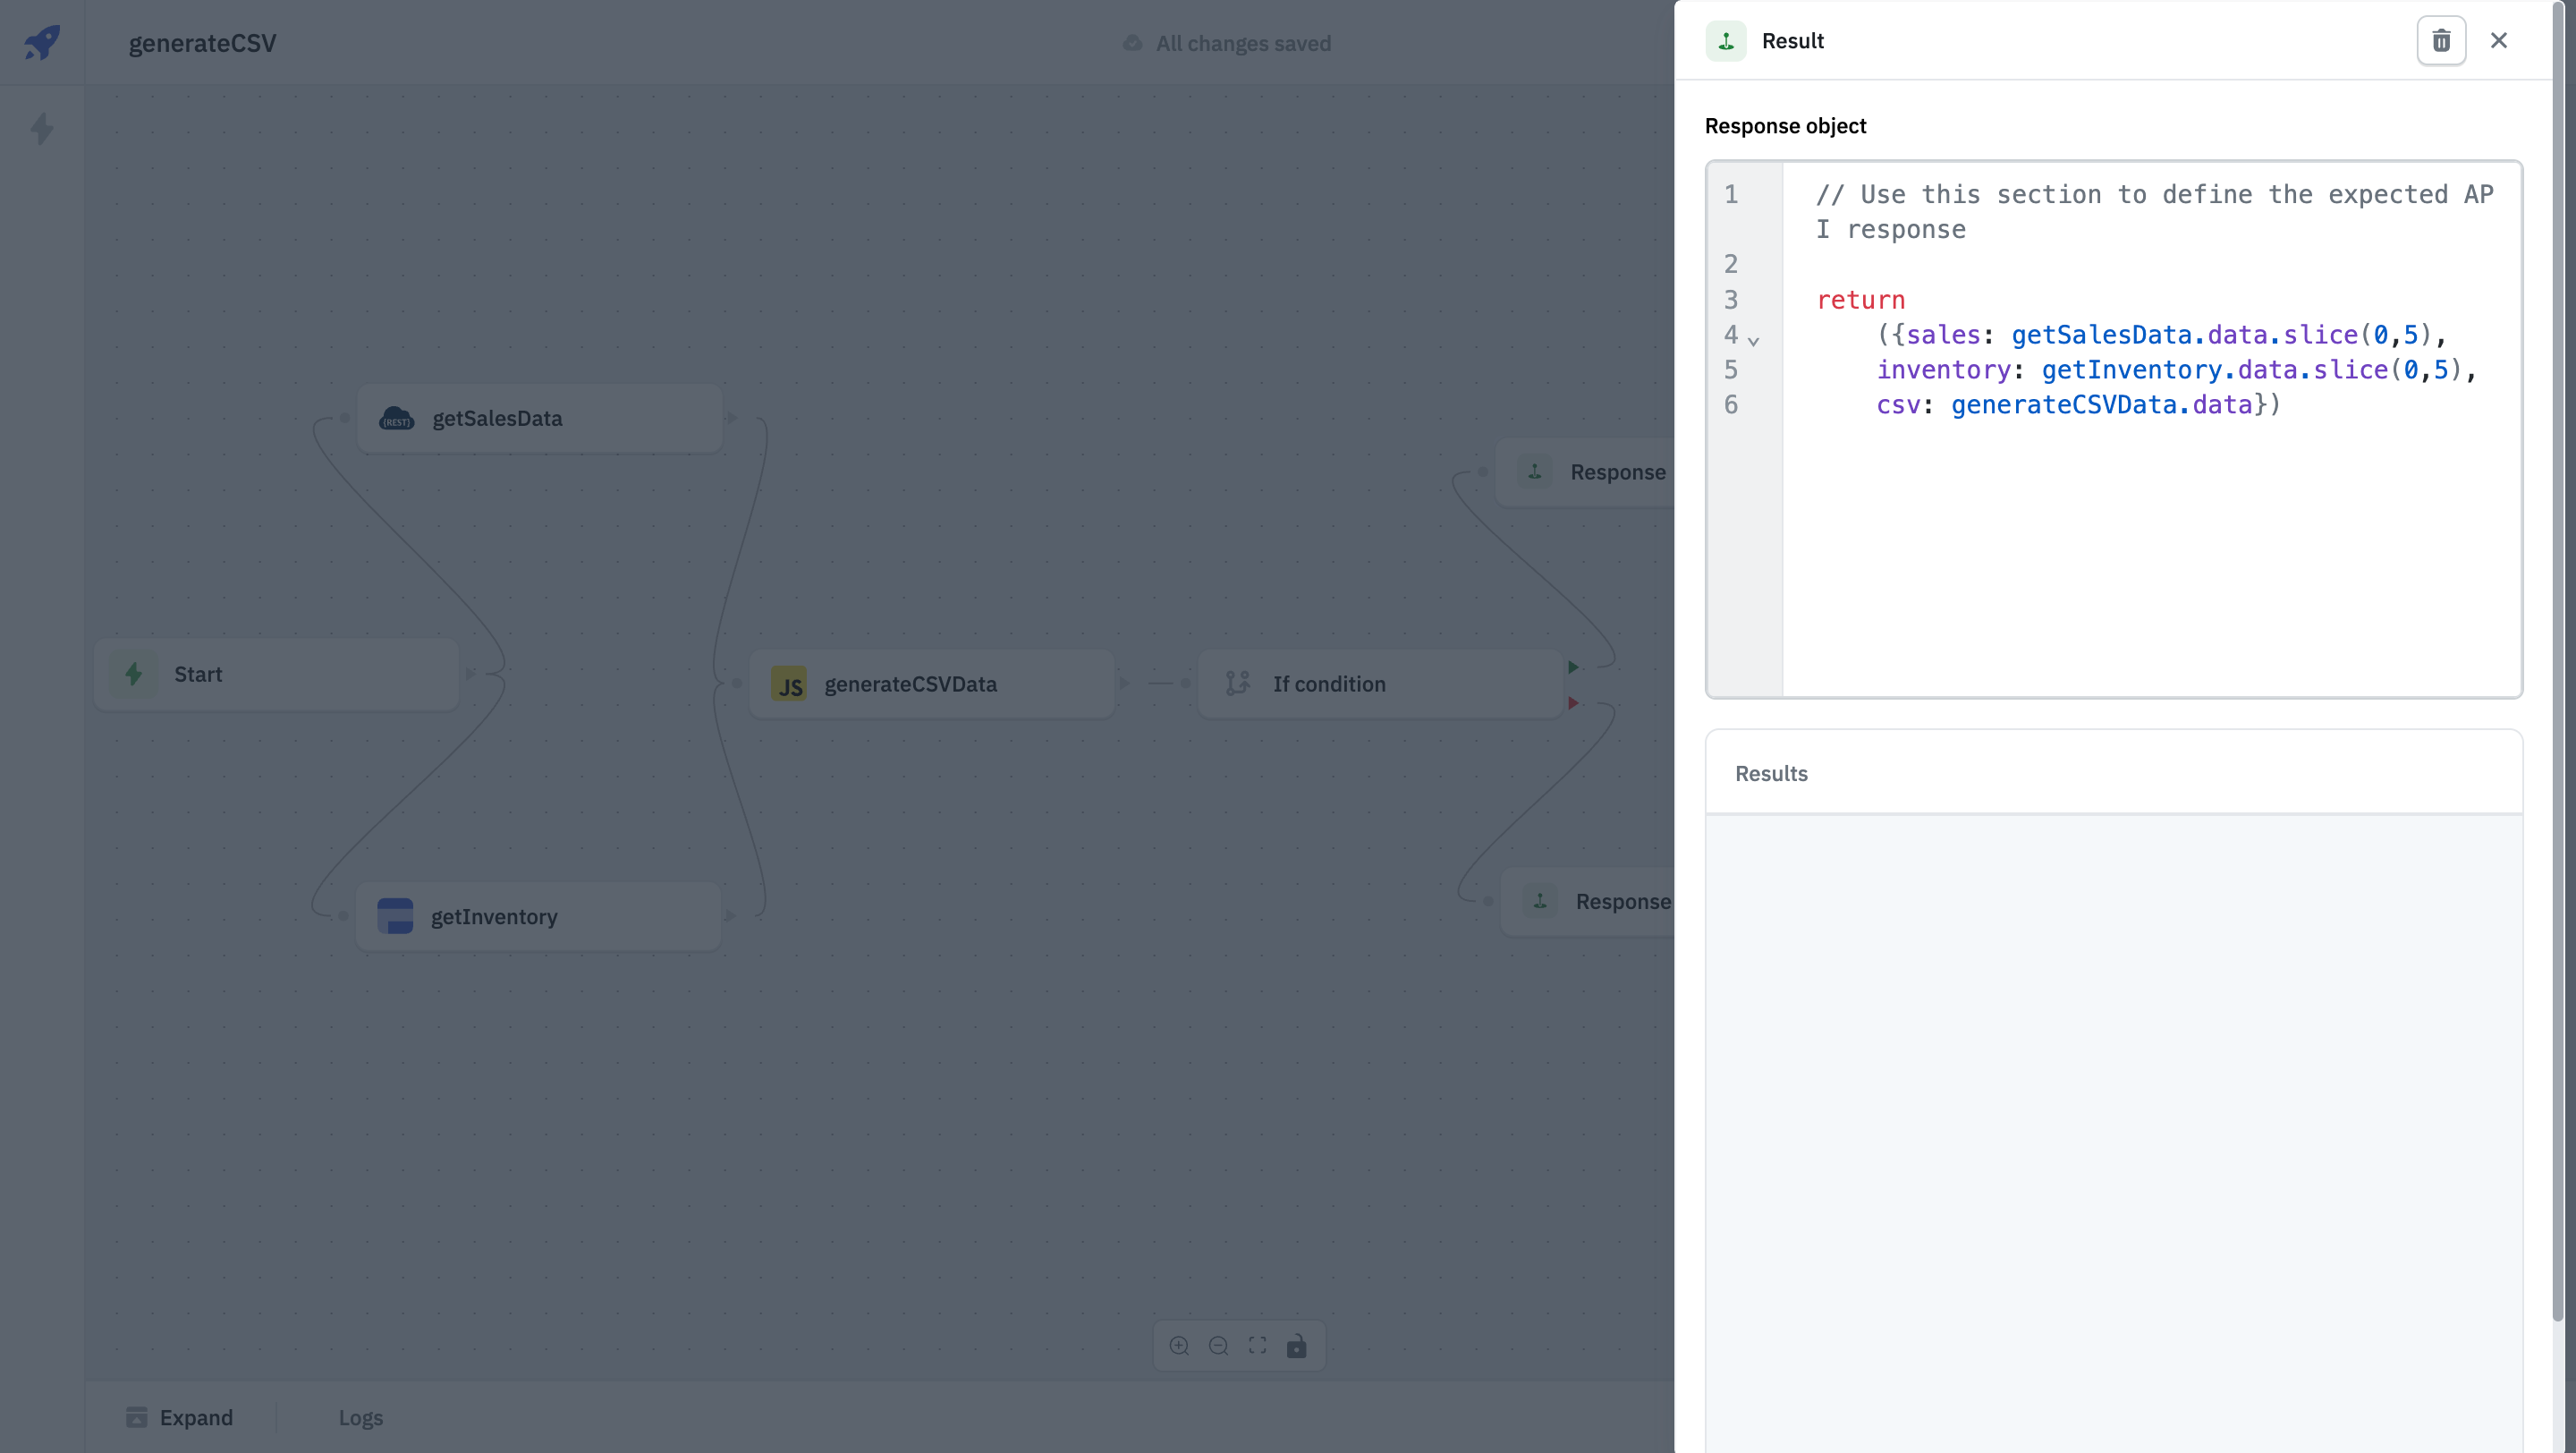 generateCSV
All changes saved
Result
Response object
1 // Use this section to define the expected AP
I response
2
3 return
4 ({sales: getSalesData.data.slice(0,5),
5 inventory: getInventory.data.slice(0,5),
6 csv: generateCSVData.data})
{REST} getSalesData
Response
Start
JS generateCSVData
If condition
Results
getInventory
Response
Expand
Logs